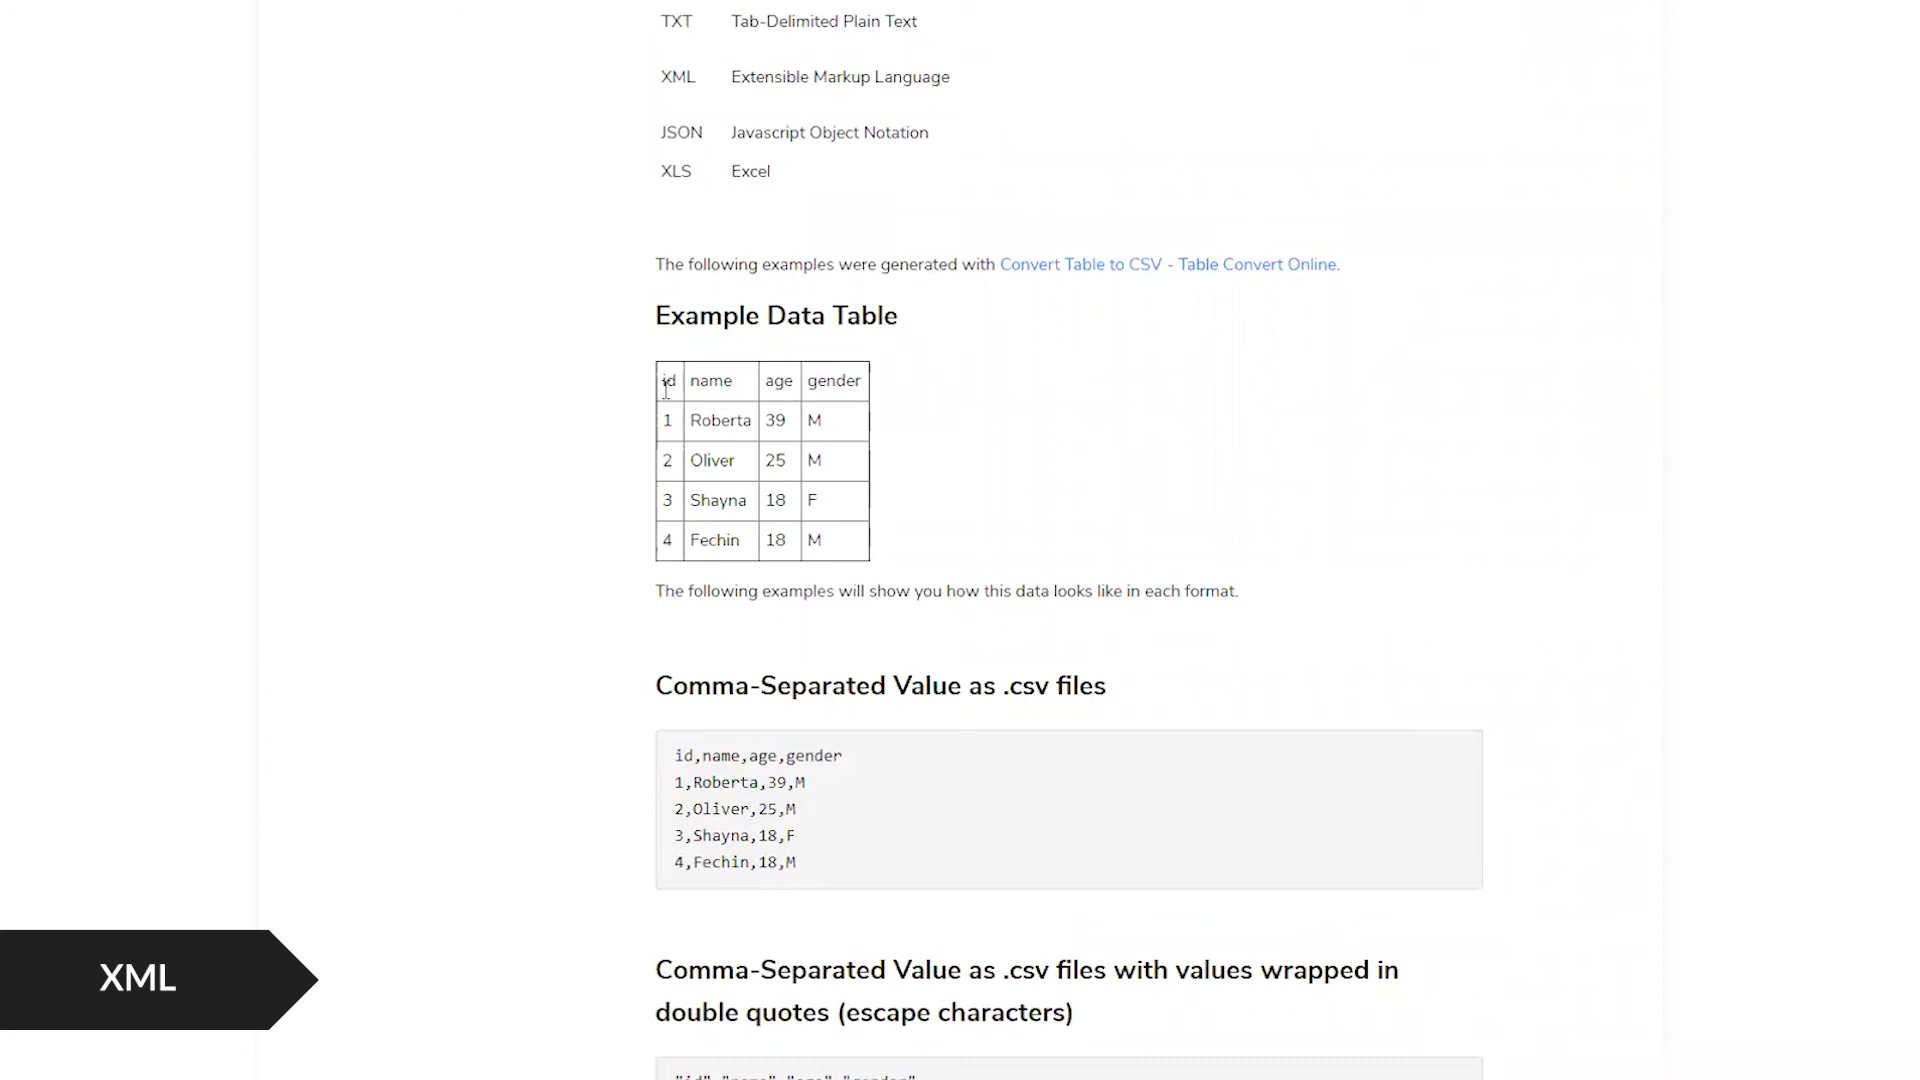 TXT Tab-Delimited Plain Text
XML Extensible Markup Language
JSON Javascript Object Notation
XLS Excel
The following examples were generated with Convert Table to CSV - Table Convert Online.
Example Data Table
id name age gender
1 Roberta 39 M
2 Oliver 25 M
3 Shayna 18 F
4 Fechin 18 M
The following examples will show you how this data looks like in each format.
Comma-Separated Value as .csv files
id,name,age,gender
1,Roberta,39,M
2,Oliver,25,M
3,Shayna,18,F
4,Fechin,18,M
XML
Comma-Separated Value as .csv files with values wrapped in
double quotes (escape characters)
"id","name","age","gender"